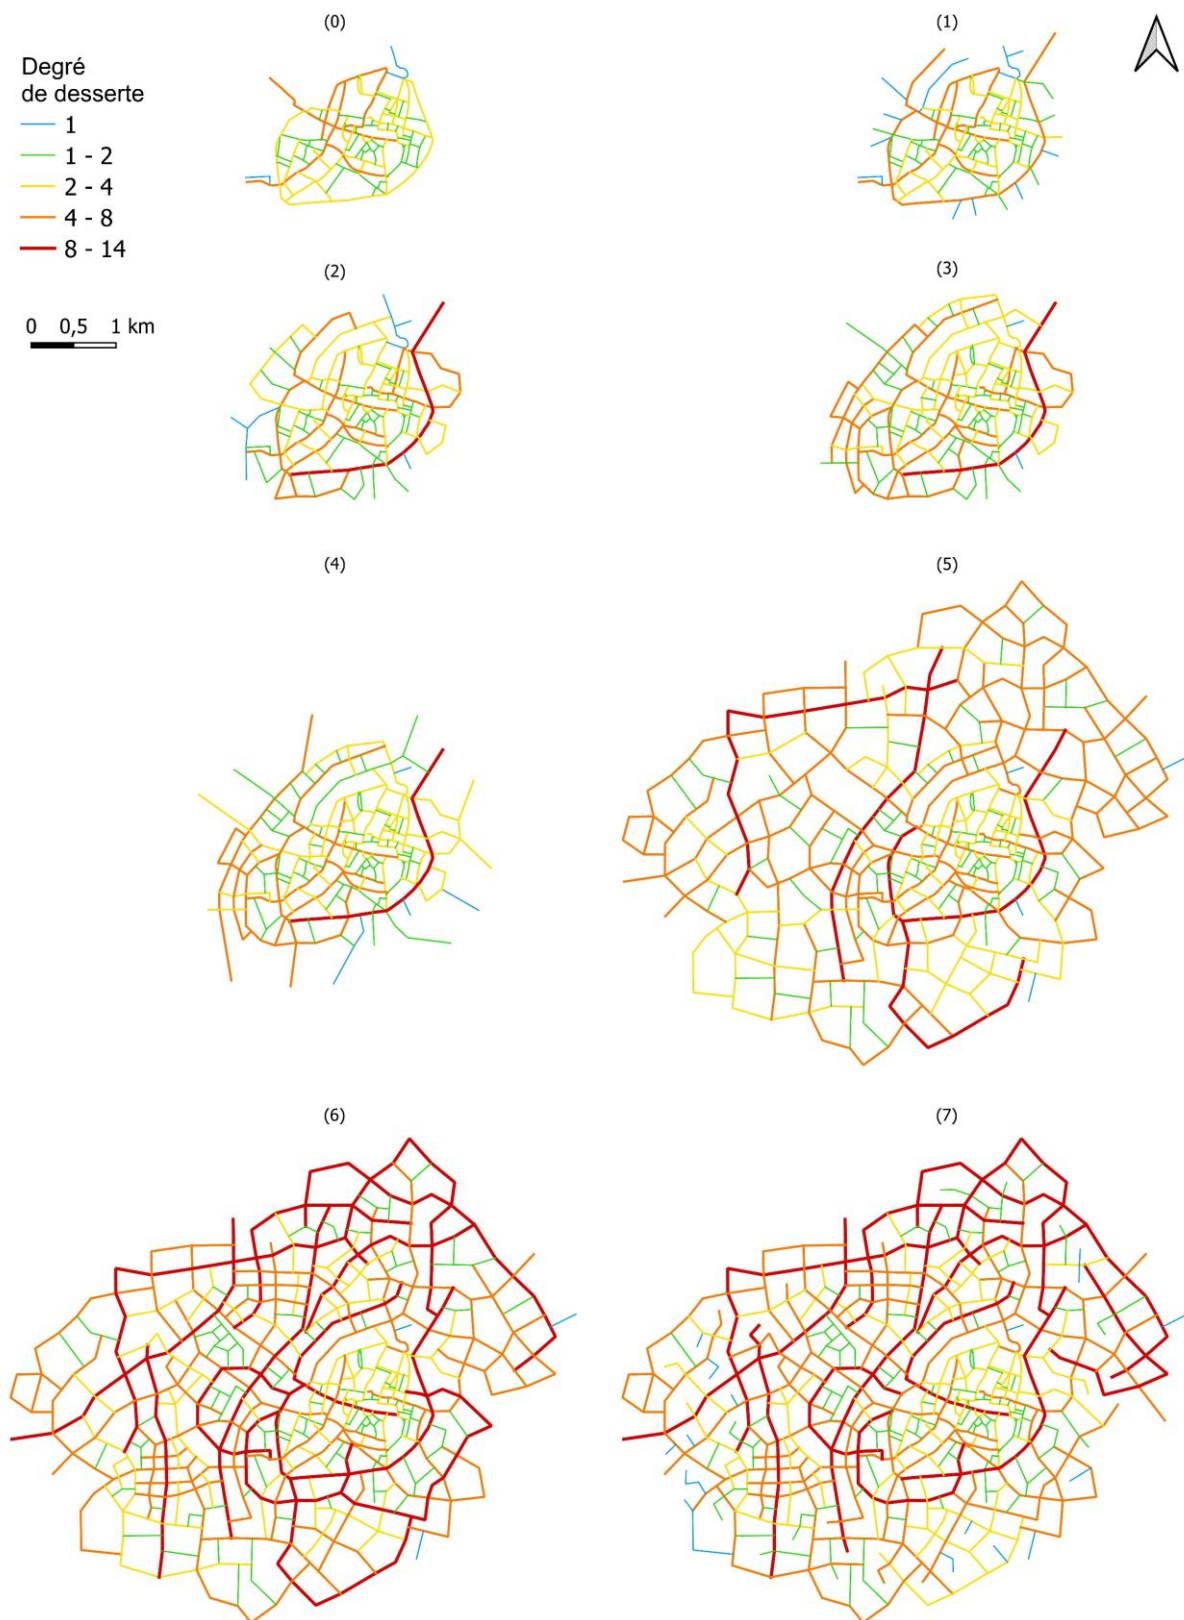 (0)
(1)
Degré
de desserte
1
1 - 2
2 - 4
4 - 8
8 - 14
(2)
(3)
0 0,5 1 km
(4)
(5)
(6)
(7)